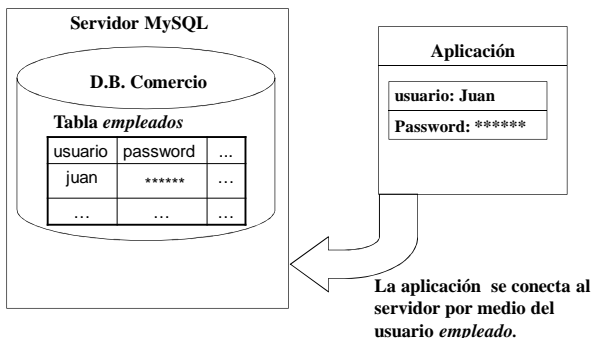 Servidor MySQL
D.B. Comercio
Tabla empleados
usuario password ...
juan ****** ...
... ... ...
Aplicación
usuario: Juan
Password: ******
La aplicación se conecta al
servidor por medio del
usuario empleado.